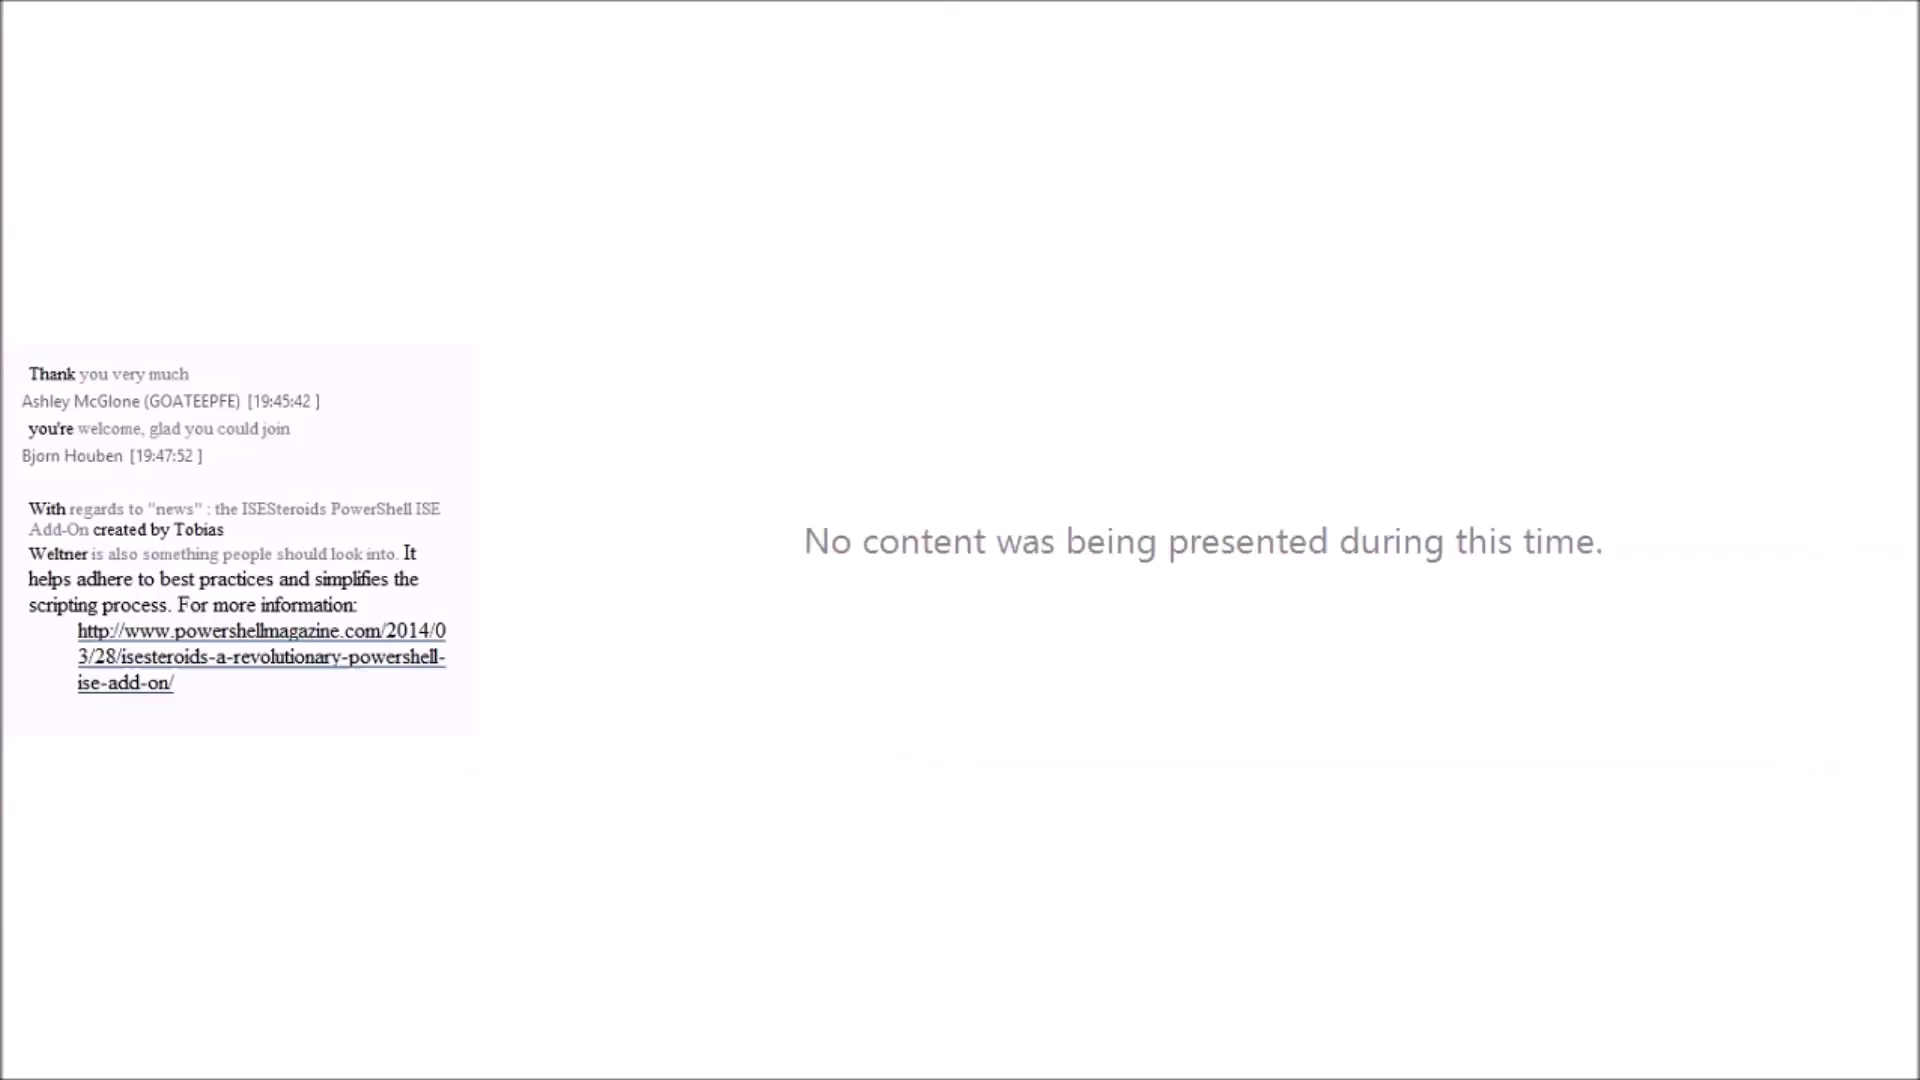 Thank you very much
Ashley McGlone (GOATEEPFE) [19:45:42 ]
you're welcome, glad you could join
Bjorn Houben [19:47:52 ]
With regards to "news" : the ISESteroids PowerShell ISE
Add-On created by Tobias
Weltner is also something people should look into. It
helps adhere to best practices and simplifies the
scripting process. For more information:
http://www.powershellmagazine.com/2014/0
3/28/isesteroids-a-revolutionary-powershell-
ise-add-on/
No content was being presented during this time.